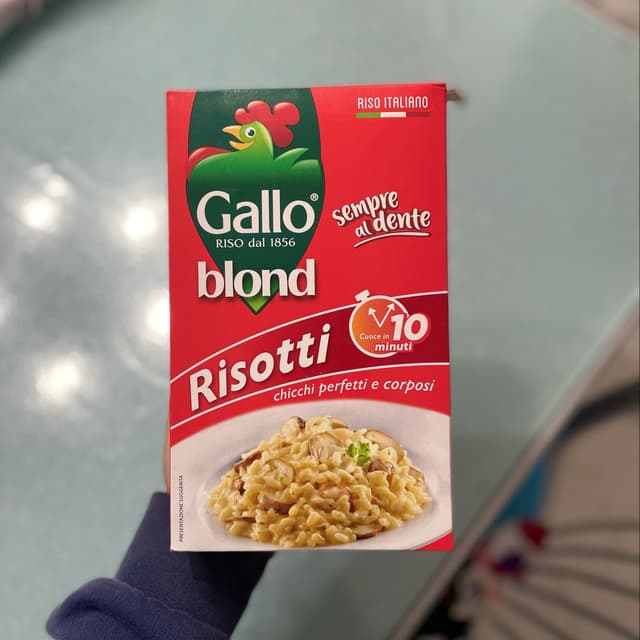 RISO ITALIANO
Gallo®
RISO dal 1856
blond
sempre
al dente
Risotti
Cuoce in 10
minuti
chicchi perfetti e corposi
PRESENTAZIONE SUGGERITA